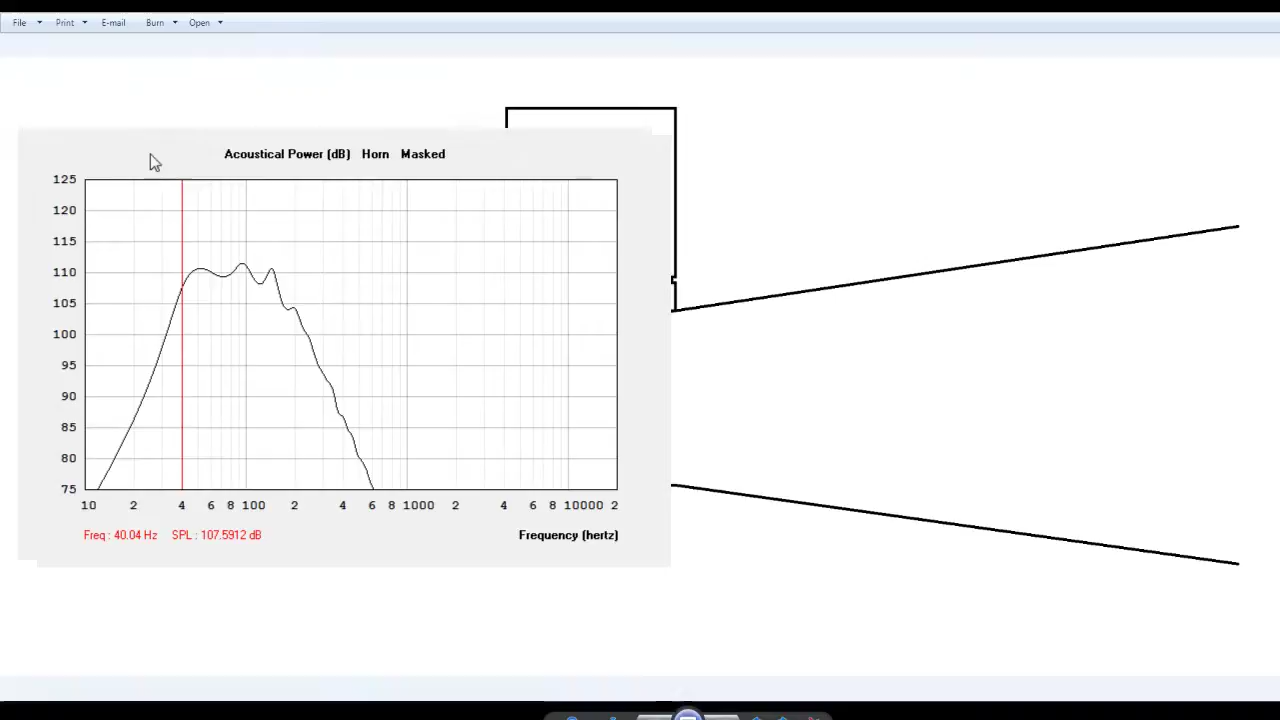 File Print E-mail Burn Open
Acoustical Power (dB) Horn Masked
125
120
115
110
105
100
95
90
85
80
75
10 2 4 6 8 100 2 4 6 8 1000 2 4 6 8 10000 2
Freq : 40.04 Hz SPL : 107.5912 dB Frequency (hertz)